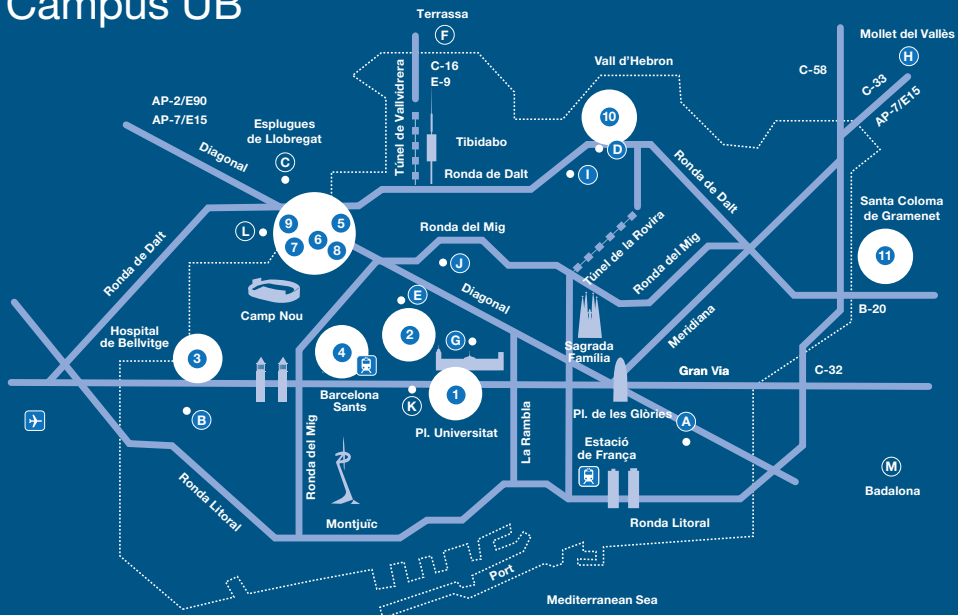 Campus UB
Terrassa
F
C-16
E-9
Túnel de Vallvidrera
Tibidabo
Vall d'Hebron
Mollet del Vallès
H
C-58
C-33
AP-7/E15
AP-2/E90
AP-7/E15
Diagonal
Esplugues
de Llobregat
C
10
D
I
Ronda de Dalt
Ronda de Dalt
Santa Coloma
de Gramenet
11
B-20
L
9
5
6
7
8
Ronda de Dalt
Ronda del Mig
J
Túnel de la Rovira
Ronda del Mig
Diagonal
E
Camp Nou
Meridiana
Hospital
de Bellvitge
3
4
2
G
Sagrada
Família
Gran Via
C-32
Barcelona
Sants
K
1
Pl. Universitat
Pl. de les Glòries
A
B
Ronda del Mig
La Rambla
Estació
de França
M
Badalona
Ronda Litoral
Montjuïc
Ronda Litoral
Port
Mediterranean Sea